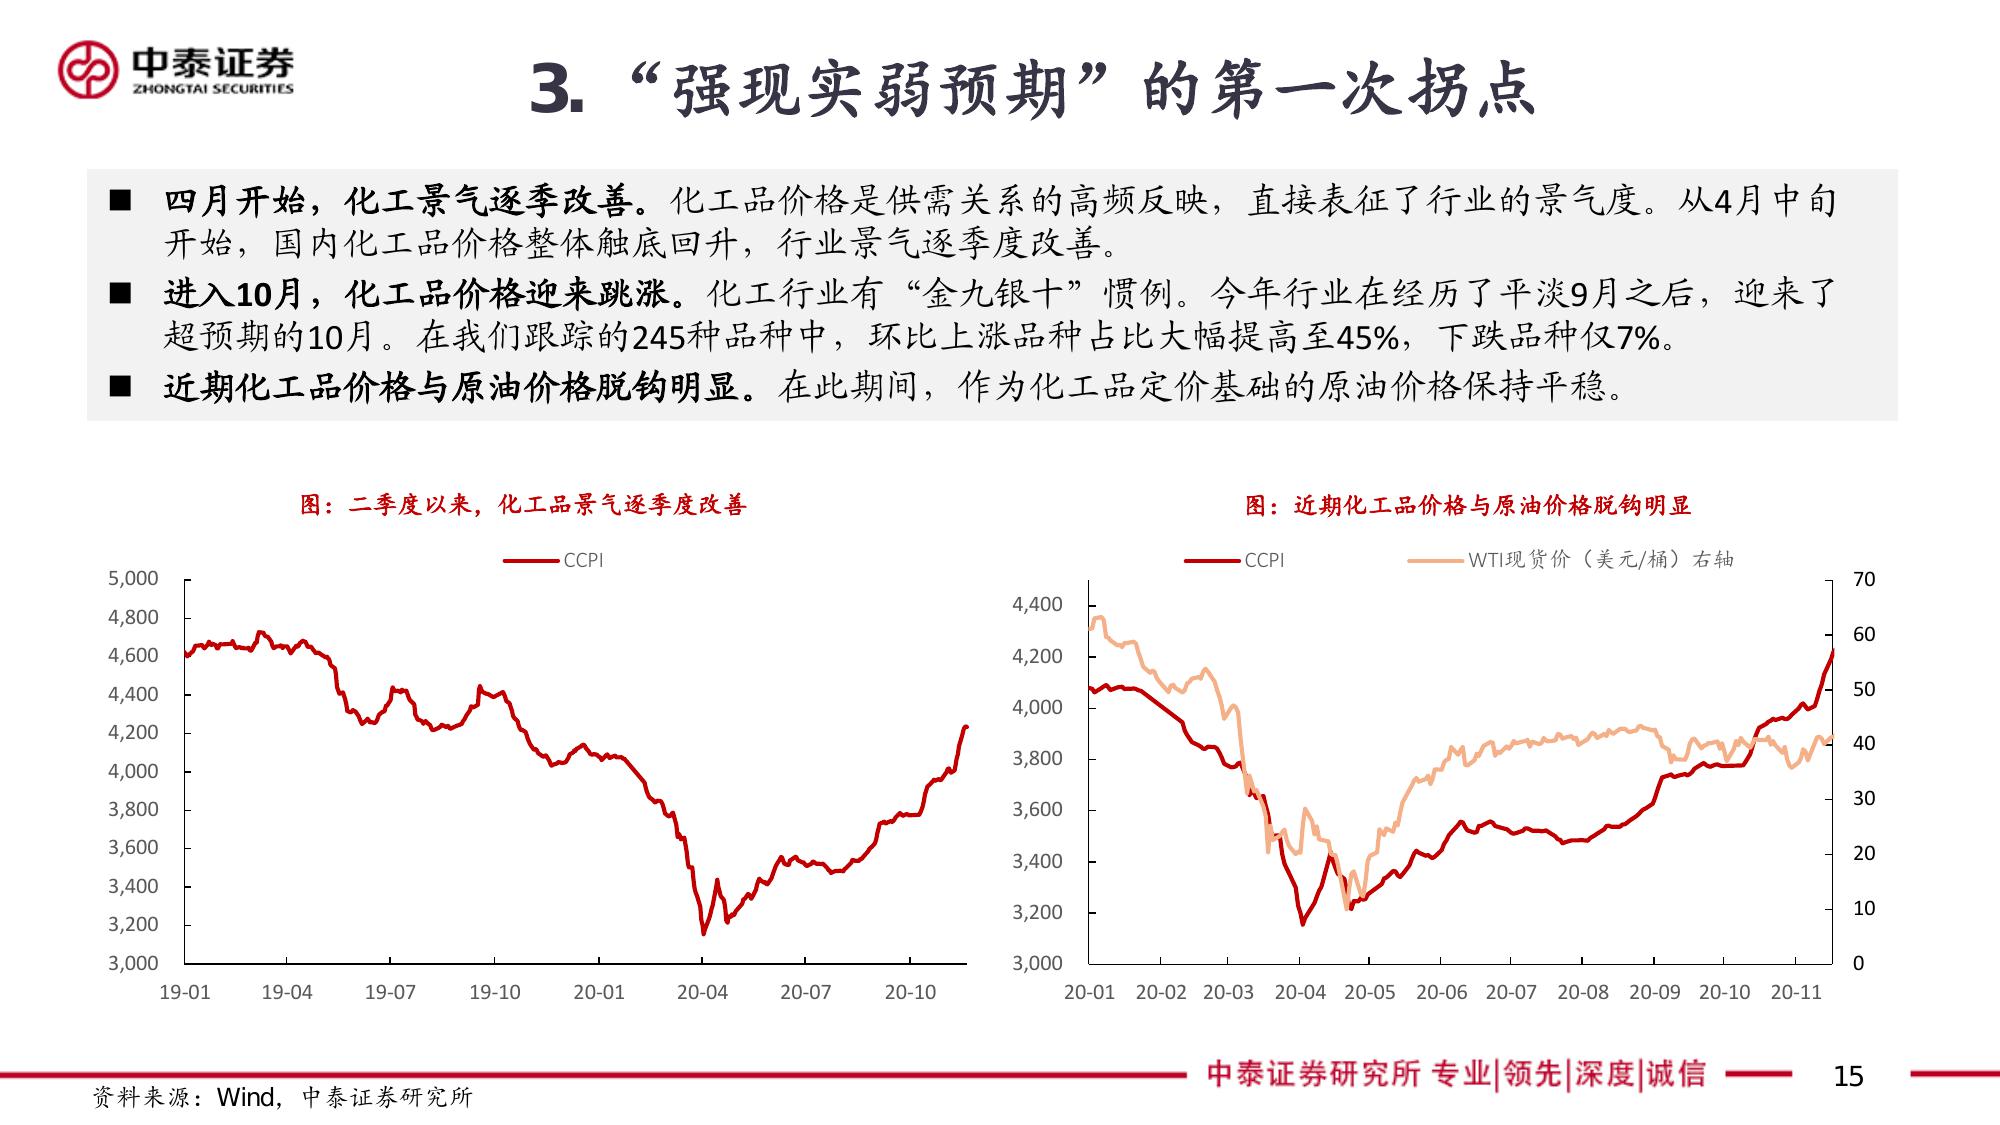 中泰证券
ZHONGTAI SECURITIES
3.“强现实弱预期”的第一次拐点
■ 四月开始，化工景气逐季改善。化工品价格是供需关系的高频反映，直接表征了行业的景气度。从4月中旬
开始，国内化工品价格整体触底回升，行业景气逐季度改善。
■ 进入10月，化工品价格迎来跳涨。化工行业有“金九银十”惯例。今年行业在经历了平淡9月之后，迎来了
超预期的10月。在我们跟踪的245种品种中，环比上涨品种占比大幅提高至45%，下跌品种仅7%。
■ 近期化工品价格与原油价格脱钩明显。在此期间，作为化工品定价基础的原油价格保持平稳。
图：二季度以来，化工品景气逐季度改善
CCPI
5,000
4,800
4,600
4,400
4,200
4,000
3,800
3,600
3,400
3,200
3,000
19-01 19-04 19-07 19-10 20-01 20-04 20-07 20-10
图：近期化工品价格与原油价格脱钩明显
CCPI WTI现货价（美元/桶）右轴
4,400
4,200
4,000
3,800
3,600
3,400
3,200
3,000
70
60
50
40
30
20
10
0
20-01 20-02 20-03 20-04 20-05 20-06 20-07 20-08 20-09 20-10 20-11
中泰证券研究所 专业|领先|深度|诚信
15
资料来源：Wind，中泰证券研究所